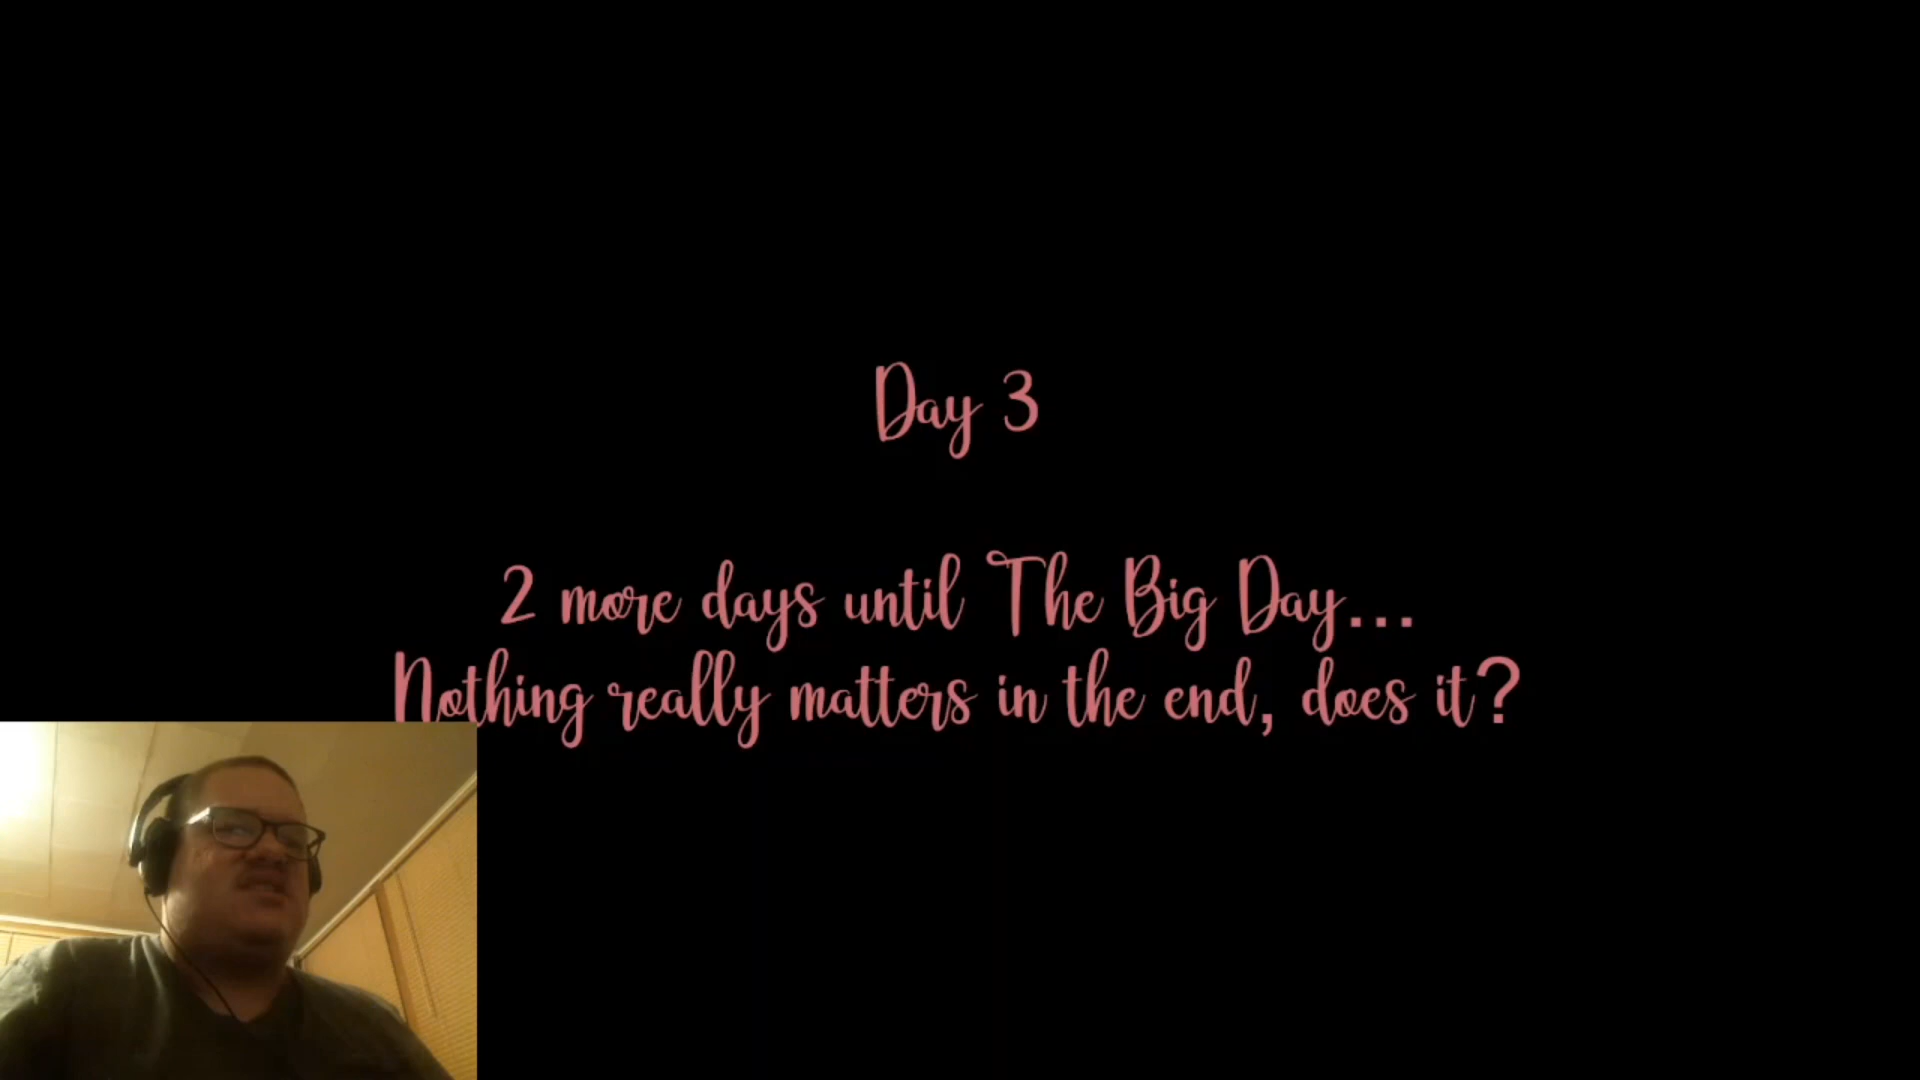 Day 3
2 more days until The Big Day...
Nothing really matters in the end, does it?